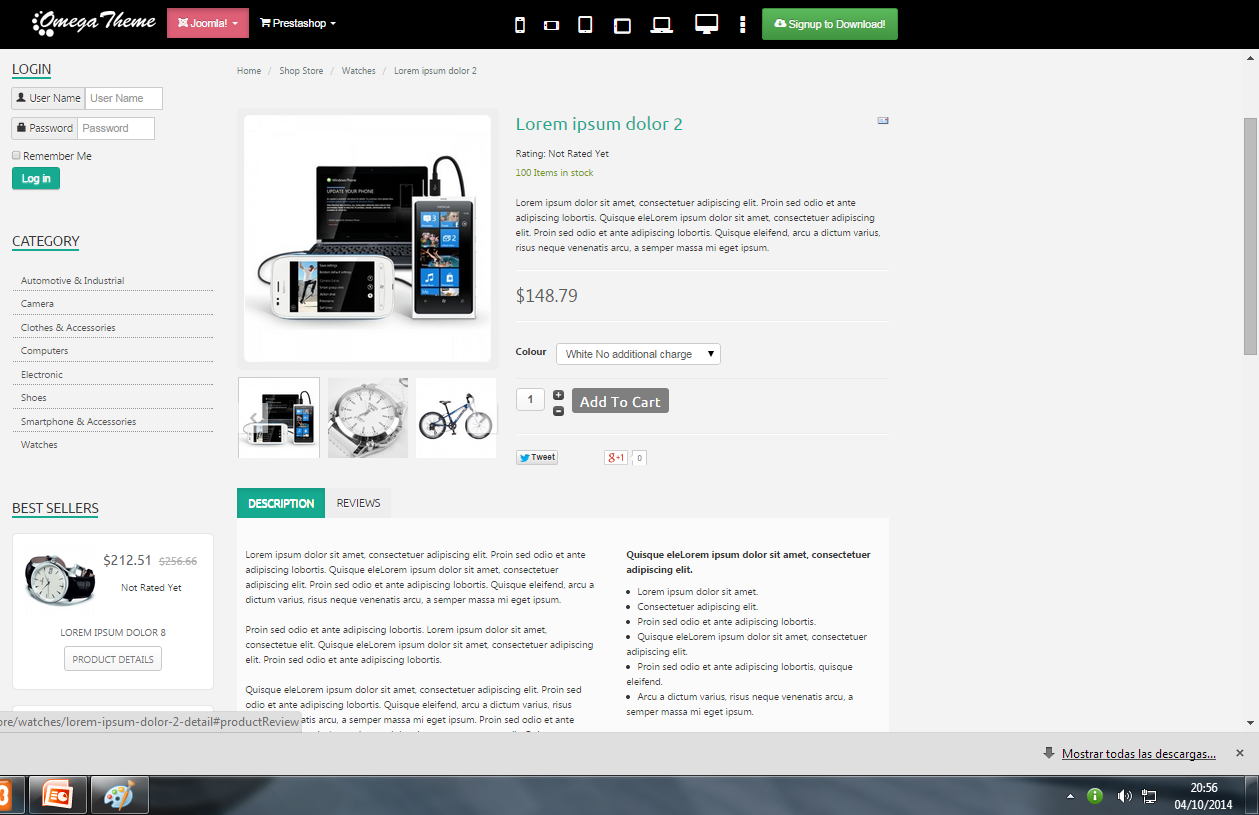 OmegaTheme
Joomla!
Prestashop
Signup to Download!
LOGIN
User Name
User Name
Password
Password
Remember Me
Log in
CATEGORY
Automotive & Industrial
Camera
Clothes & Accessories
Computers
Electronic
Shoes
Smartphone & Accessories
Watches
BEST SELLERS
$212.51 $256.66
Not Rated Yet
LOREM IPSUM DOLOR 8
PRODUCT DETAILS
Home / Shop Store / Watches / Lorem ipsum dolor 2
Windows Phone
UPDATE YOUR PHONE
NOKIA
Lorem ipsum dolor 2
Rating: Not Rated Yet
100 Items in stock
Lorem ipsum dolor sit amet, consectetuer adipiscing elit. Proin sed odio et ante
adipiscing lobortis. Quisque eleLorem ipsum dolor sit amet, consectetuer adipiscing
elit. Proin sed odio et ante adipiscing lobortis. Quisque eleifend, arcu a dictum varius,
risus neque venenatis arcu, a semper massa mi eget ipsum.
$148.79
Colour
White No additional charge
1
Add To Cart
Tweet
g+1
0
DESCRIPTION
REVIEWS
Lorem ipsum dolor sit amet, consectetuer adipiscing elit. Proin sed odio et ante
adipiscing lobortis. Quisque eleLorem ipsum dolor sit amet, consectetuer
adipiscing elit. Proin sed odio et ante adipiscing lobortis. Quisque eleifend, arcu a
dictum varius, risus neque venenatis arcu, a semper massa mi eget ipsum.
Proin sed odio et ante adipiscing lobortis. Lorem ipsum dolor sit amet,
consectetue elit. Quisque eleLorem ipsum dolor sit amet, consectetuer adipiscing
elit. Proin sed odio et ante adipiscing lobortis.
Quisque eleLorem ipsum dolor sit amet, consectetuer adipiscing elit. Proin sed
odio et ante adipiscing lobortis. Quisque eleifend, arcu a dictum varius, risus
atis arcu, a semper massa mi eget ipsum. Proin sed odio et ante
Quisque eleLorem ipsum dolor sit amet, consectetuer
adipiscing elit.
Lorem ipsum dolor sit amet.
Consectetuer adipiscing elit.
Proin sed odio et ante adipiscing lobortis.
Quisque eleLorem ipsum dolor sit amet, consectetuer
adipiscing elit.
Proin sed odio et ante adipiscing lobortis, quisque
eleifend.
Arcu a dictum varius, risus neque venenatis arcu, a
semper massa mi eget ipsum.
ore/watches/lorem-ipsum-dolor-2-detail#productReview
Mostrar todas las descargas...
20:56
04/10/2014